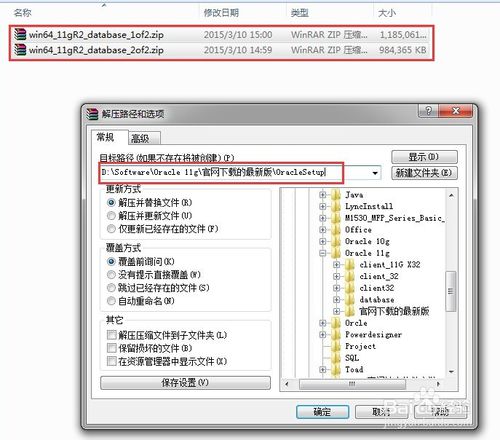 名称
修改日期
类型
大小
win64_11gR2_database_1of2.zip 2015/3/10 15:00 WinRAR ZIP 压缩... 1,185,061...
win64_11gR2_database_2of2.zip 2015/3/10 14:59 WinRAR ZIP 压缩... 984,365 KB
解压路径和选项
常规 高级
目标路径(如果不存在将被创建)(P)
显示(D)
D:\Software\Oracle 11g\官网下载的最新版\OracleSetup
新建文件夹(E)
更新方式
解压并替换文件(R)
解压并更新文件(U)
仅更新已经存在的文件(F)
覆盖方式
覆盖前询问(K)
没有提示直接覆盖(W)
跳过已经存在的文件(S)
自动重命名(N)
其它
解压压缩文件到子文件夹(L)
保留损坏的文件(B)
在资源管理器中显示文件(X)
保存设置(V)
Java
LyncInstall
M1530_MFP_Series_Basic_
Office
Oracle 10g
Oracle 11g
client_11G X32
client_32
client32
database
官网下载的最新版
Orcle
Powerdesigner
Project
SQL
Toad
确定
取消
帮助
Baidu经验
jingyan.baidu.com